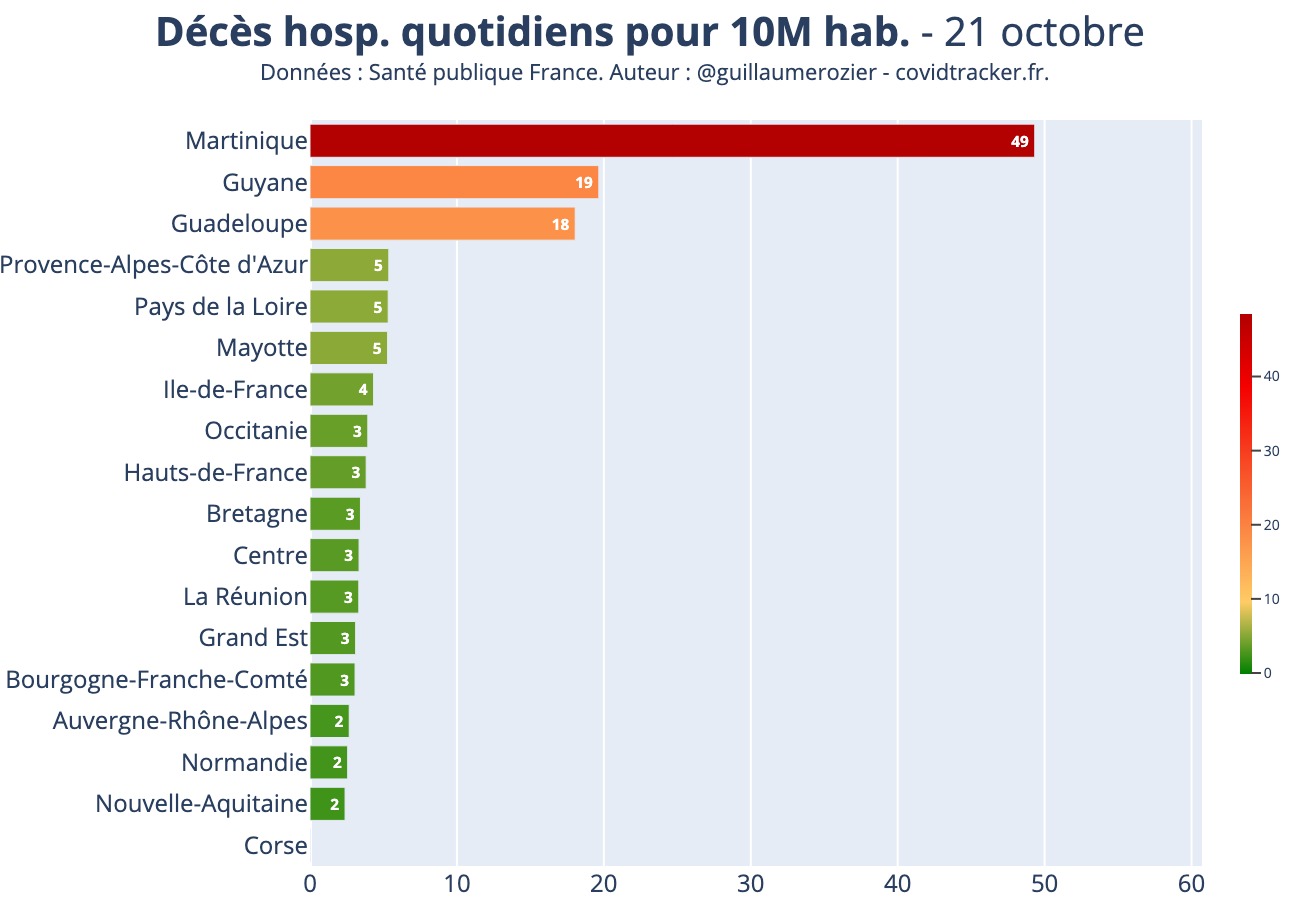 Décès hosp. quotidiens pour 10M hab. - 21 octobre
Données : Santé publique France. Auteur : @guillaumerozier - covidtracker.fr.
Martinique 49
Guyane 19
Guadeloupe 18
Provence-Alpes-Côte d'Azur 5
Pays de la Loire 5
Mayotte 5
Ile-de-France 4
Occitanie 3
Hauts-de-France 3
Bretagne 3
Centre 3
La Réunion 3
Grand Est 3
Bourgogne-Franche-Comté 3
Auvergne-Rhône-Alpes 2
Normandie 2
Nouvelle-Aquitaine 2
Corse
0 10 20 30 40 50 60
40
30
20
10
0